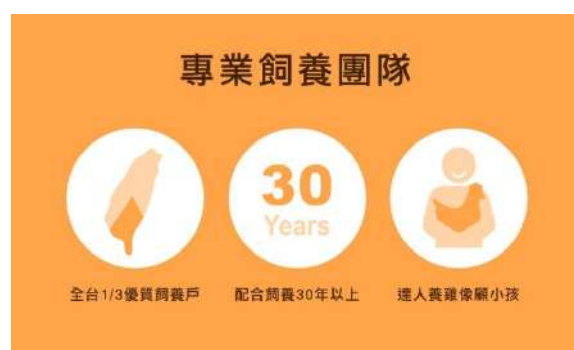 專業飼養團隊
30
Years
全台1/3優質飼養戶
配合飼養30年以上
達人養雞像顧小孩